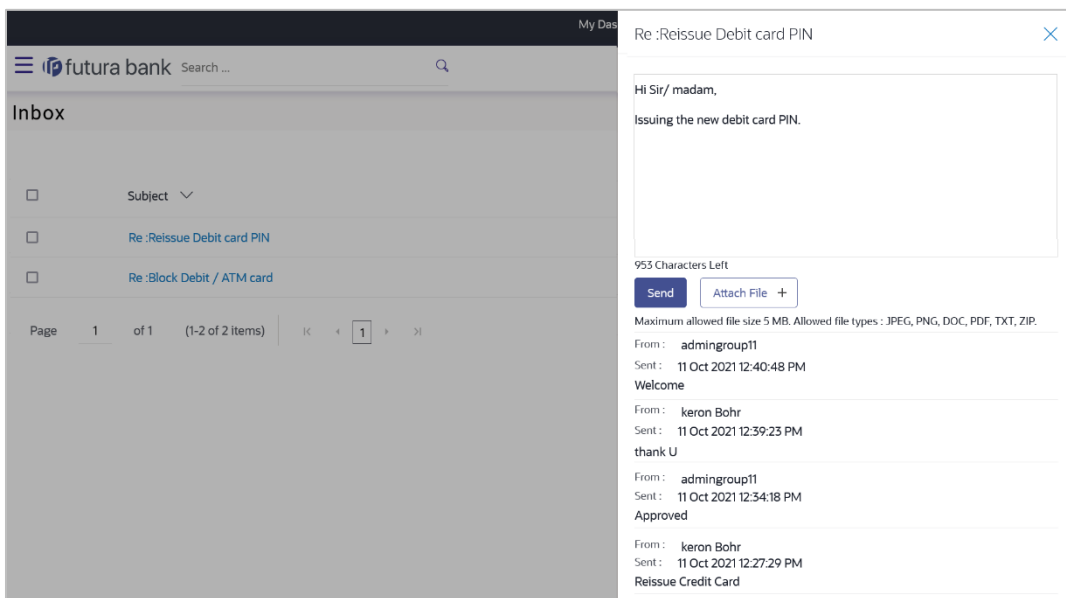 My Das
futura bank Search ...
Inbox
Subject
Re :Reissue Debit card PIN
Re :Block Debit / ATM card
Page 1 of 1 (1-2 of 2 items) 1
Re :Reissue Debit card PIN
Hi Sir/ madam,
Issuing the new debit card PIN.
953 Characters Left
Send Attach File +
Maximum allowed file size 5 MB. Allowed file types : JPEG, PNG, DOC, PDF, TXT, ZIP.
From : admingroup11
Sent : 11 Oct 2021 12:40:48 PM
Welcome
From : keron Bohr
Sent : 11 Oct 2021 12:39:23 PM
thank U
From : admingroup11
Sent : 11 Oct 2021 12:34:18 PM
Approved
From : keron Bohr
Sent : 11 Oct 2021 12:27:29 PM
Reissue Credit Card